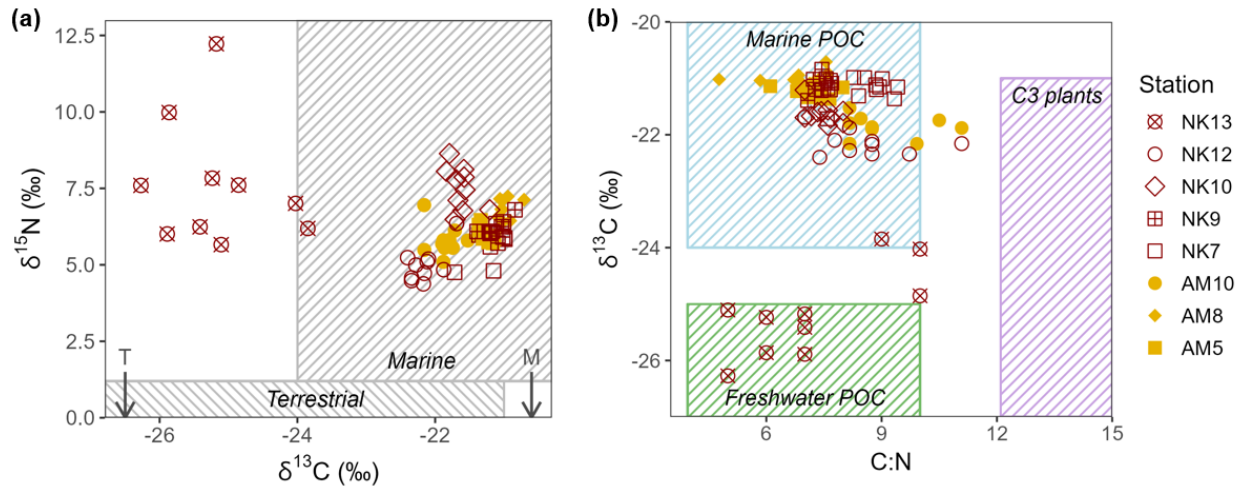 (a)
12.5
10.0
7.5
5.0
2.5
0.0
δ¹⁵N (‰)
T
M
Marine
Terrestrial
-26
-24
-22
δ¹³C (‰)
(b)
-20
-22
-24
-26
δ¹³C (‰)
Marine POC
C3 plants
Freshwater POC
6
9
12
15
C:N
Station
NK13
NK12
NK10
NK9
NK7
AM10
AM8
AM5